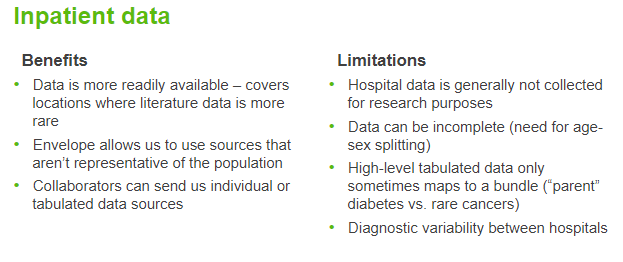 Inpatient data
Benefits
• Data is more readily available – covers
locations where literature data is more
rare
• Envelope allows us to use sources that
aren’t representative of the population
• Collaborators can send us individual or
tabulated data sources
Limitations
• Hospital data is generally not collected
for research purposes
• Data can be incomplete (need for age-
sex splitting)
• High-level tabulated data only
sometimes maps to a bundle (“parent”
diabetes vs. rare cancers)
• Diagnostic variability between hospitals